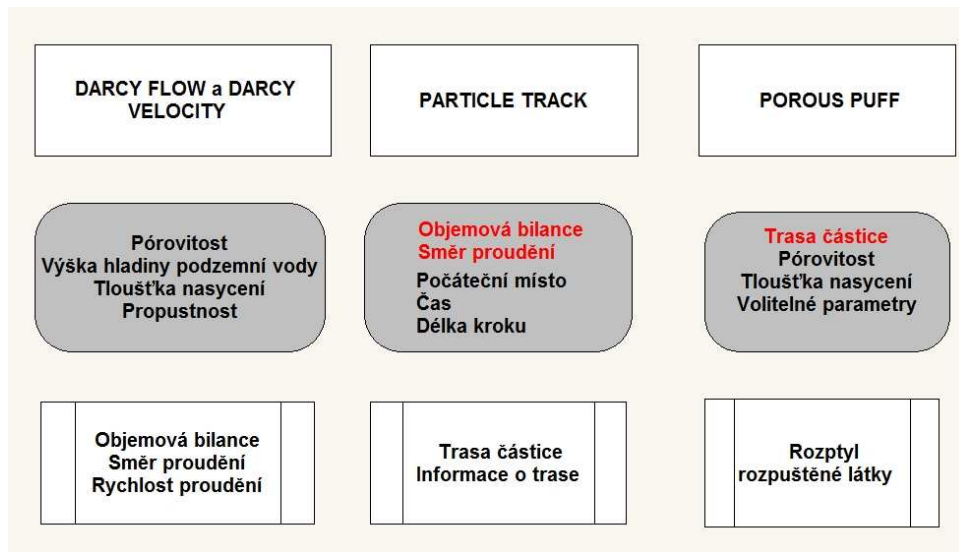 DARCY FLOW a DARCY
VELOCITY
PARTICLE TRACK
POROUS PUFF
Pórovitost
Výška hladiny podzemní vody
Tloušťka nasycení
Propustnost
Objemová bilance
Směr proudění
Počáteční místo
Čas
Délka kroku
Trasa částice
Pórovitost
Tloušťka nasycení
Volitelné parametry
Objemová bilance
Směr proudění
Rychlost proudění
Trasa částice
Informace o trase
Rozptyl
rozpuštěné látky